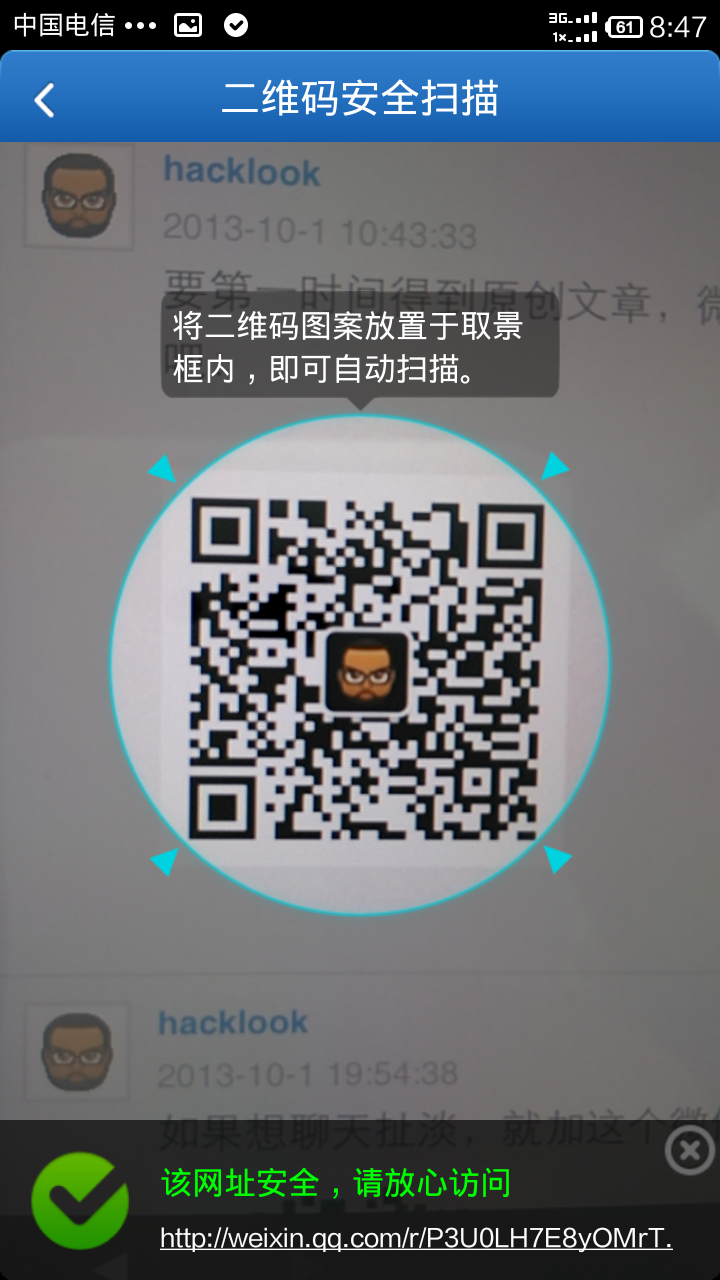 中国电信 ••• 3G 1x 61 8:47
二维码安全扫描
hacklook
2013-10-1 10:43:33
要第一时间得到原创文章，微
吧
将二维码图案放置于取景
框内，即可自动扫描。
hacklook
2013-10-1 19:54:38
如果想聊天扯淡，就加这个微
该网址安全，请放心访问
http://weixin.qq.com/r/P3U0LH7E8yOMrT.